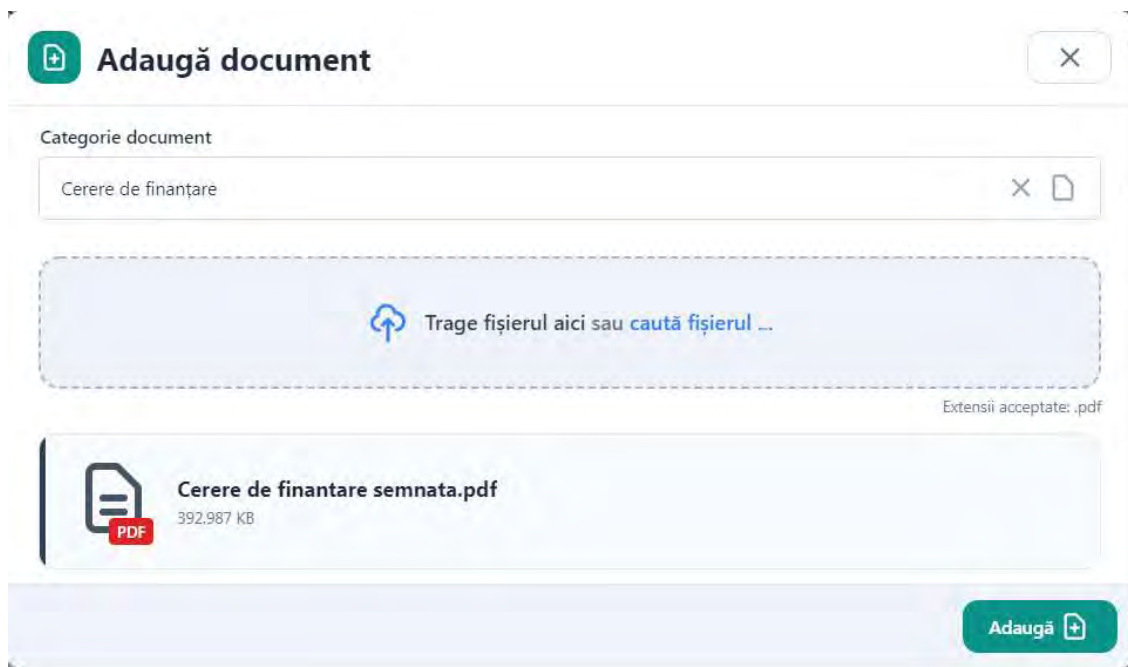 Adaugă document
Categorie document
Cerere de finanțare
Trage fișierul aici sau caută fișierul ...
Extensii acceptate: .pdf
Cerere de finantare semnata.pdf
392.987 KB
PDF
Adaugă